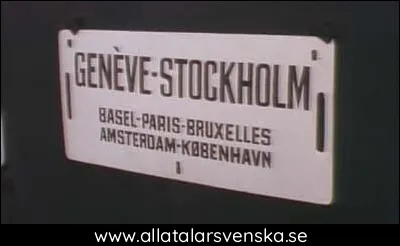 GENÈVE-STOCKHOLM
BASEL-PARIS-BRUXELLES
AMSTERDAM-KØBENHAVN
www.allatalarsvenska.se